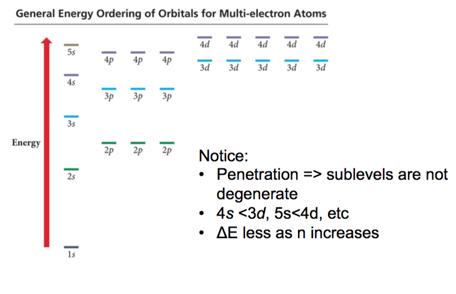 General Energy Ordering of Orbitals for Multi-electron Atoms
4d 4d 4d 4d 4d
5s
4p 4p 4p
3d 3d 3d 3d 3d
4s
3p 3p 3p
3s
Energy
2p 2p 2p
2s
1s
Notice:
• Penetration => sublevels are not
degenerate
• 4s <3d, 5s<4d, etc
• ΔE less as n increases